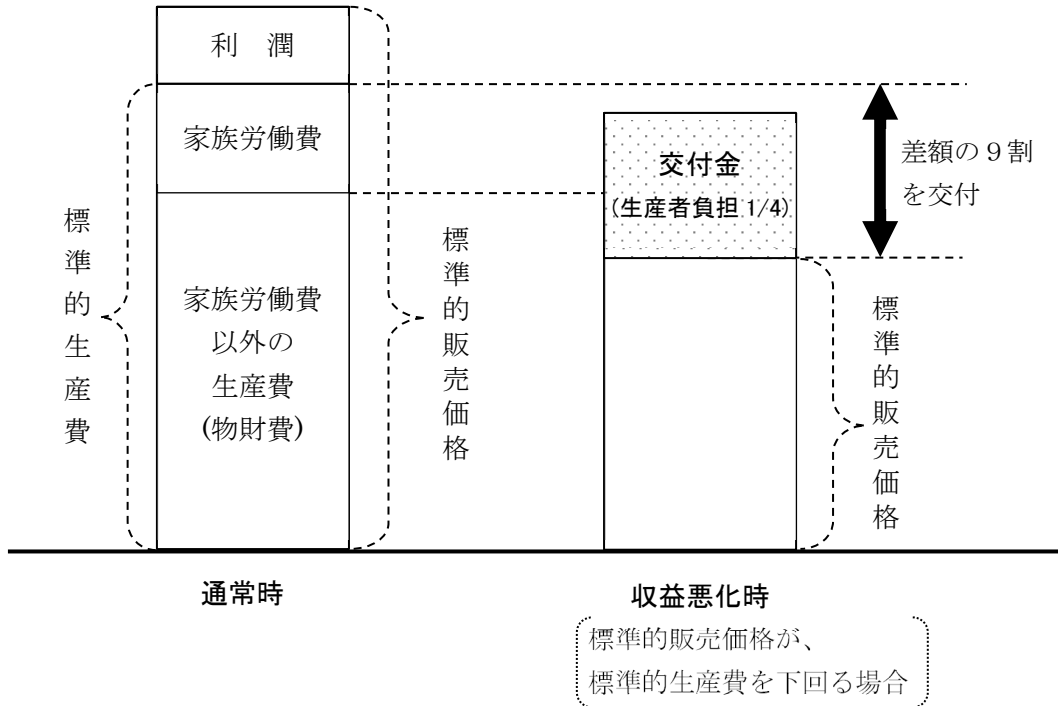 利 潤
家族労働費
標準的生産費
家族労働費
以外の
生産費
(物財費)
標準的販売価格
交付金
(生産者負担 1/4)
差額の9割
を交付
標準的販売価格
通常時
収益悪化時
標準的販売価格が、
標準的生産費を下回る場合